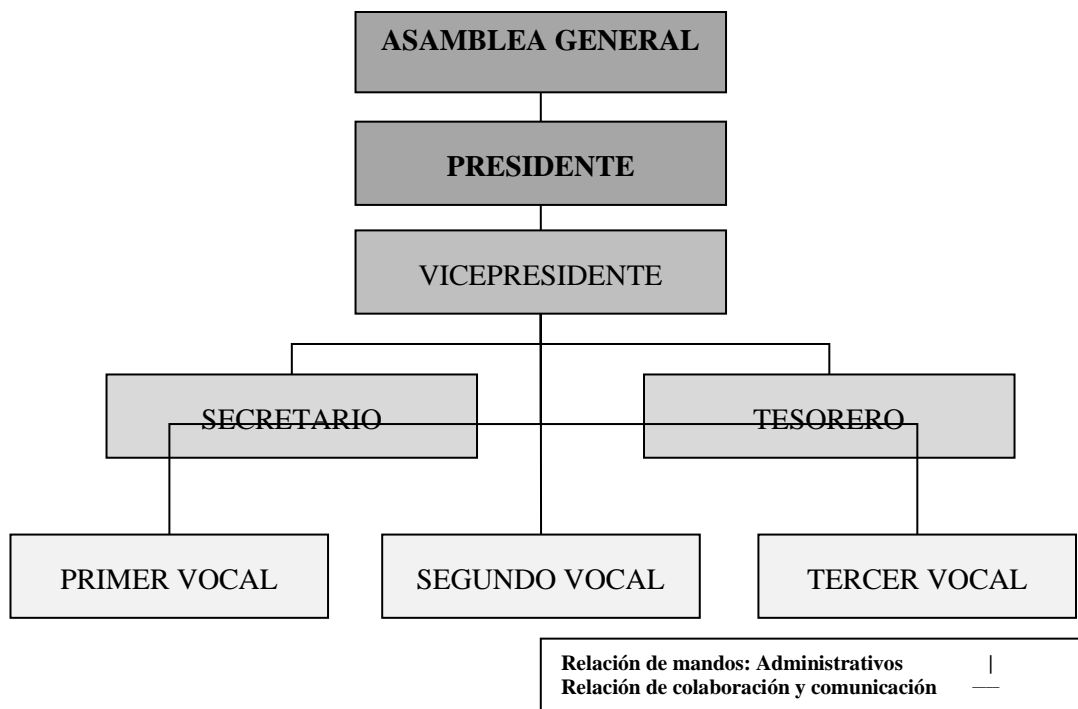 ASAMBLEA GENERAL
PRESIDENTE
VICEPRESIDENTE
SECRETARIO
TESORERO
PRIMER VOCAL
SEGUNDO VOCAL
TERCER VOCAL
Relación de mandos: Administrativos |
Relación de colaboración y comunicación —